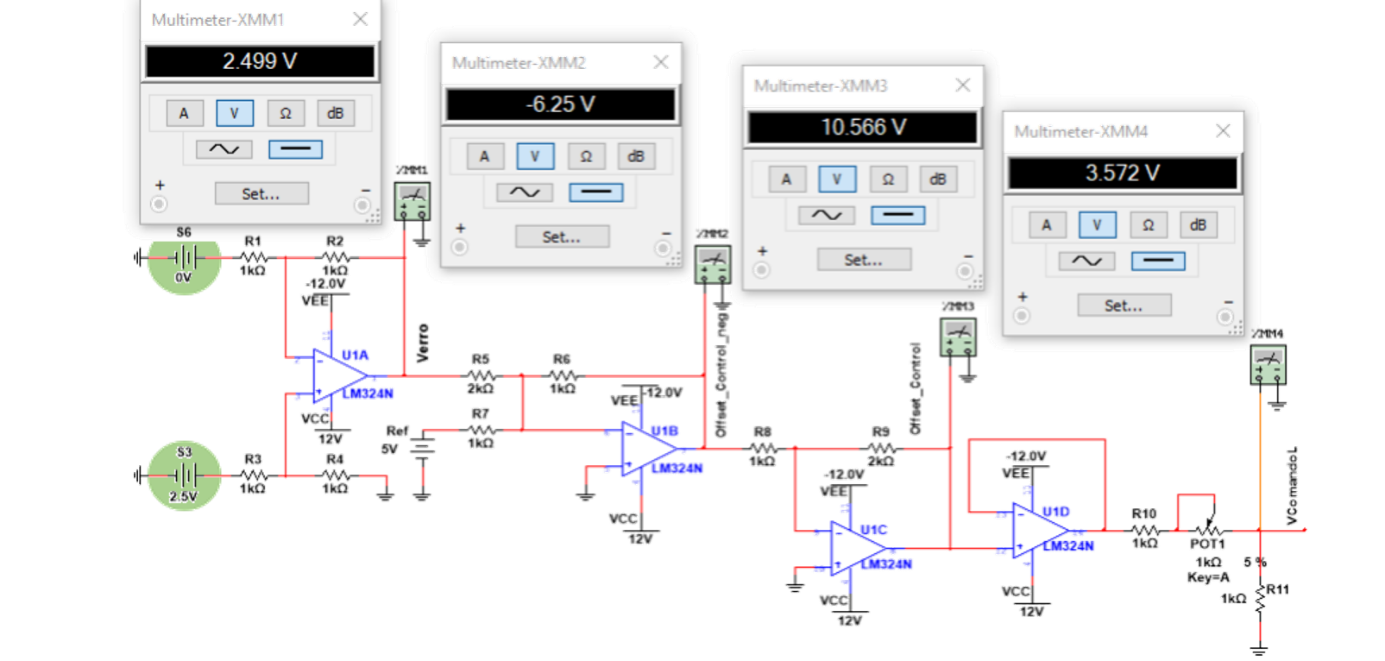 Multimeter-XMM1
2.499 V
A V Ω dB
+ Set... −
Multimeter-XMM2
-6.25 V
A V Ω dB
+ Set... −
Multimeter-XMM3
10.566 V
A V Ω dB
+ Set... −
Multimeter-XMM4
3.572 V
A V Ω dB
+ Set... −
XMM1
XMM2
XMM3
XMM4
S6
0V
R1
1kΩ
R2
1kΩ
-12.0V
VEE
U1A
LM324N
VCC
12V
Verro
S3
2.5V
R3
1kΩ
R4
1kΩ
R5
2kΩ
R6
1kΩ
R7
1kΩ
Ref
5V
VEE
-12.0V
U1B
LM324N
VCC
12V
Offset_Control_neg
R8
1kΩ
R9
2kΩ
Offset_Control
-12.0V
VEE
U1C
LM324N
VCC
12V
-12.0V
VEE
U1D
LM324N
VCC
12V
R10
1kΩ
POT1
1kΩ
Key=A
5 %
R11
1kΩ
VComandoL